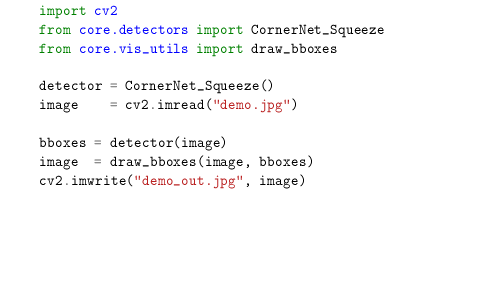 import cv2
from core.detectors import CornerNet_Squeeze
from core.vis_utils import draw_bboxes

detector = CornerNet_Squeeze()
image    = cv2.imread("demo.jpg")

bboxes = detector(image)
image  = draw_bboxes(image, bboxes)
cv2.imwrite("demo_out.jpg", image)